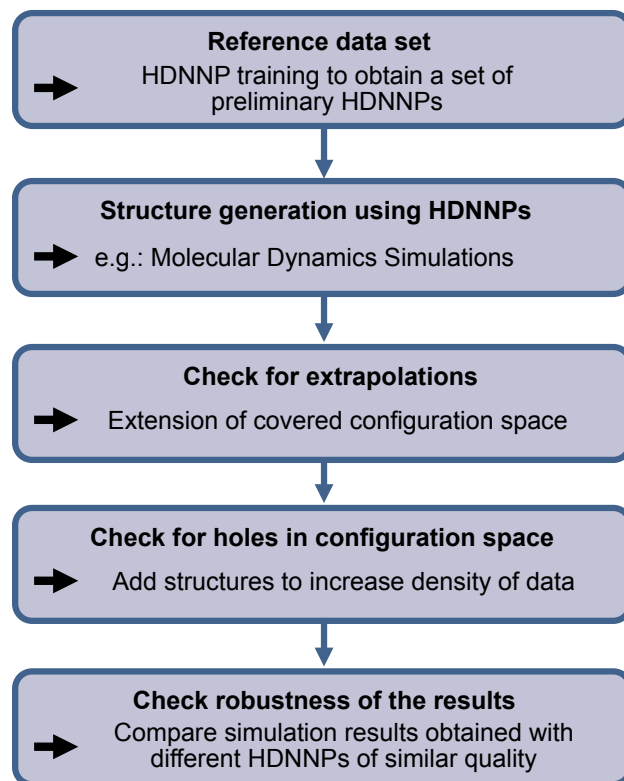 Reference data set
HDNNP training to obtain a set of
preliminary HDNNPs
Structure generation using HDNNPs
e.g.: Molecular Dynamics Simulations
Check for extrapolations
Extension of covered configuration space
Check for holes in configuration space
Add structures to increase density of data
Check robustness of the results
Compare simulation results obtained with
different HDNNPs of similar quality